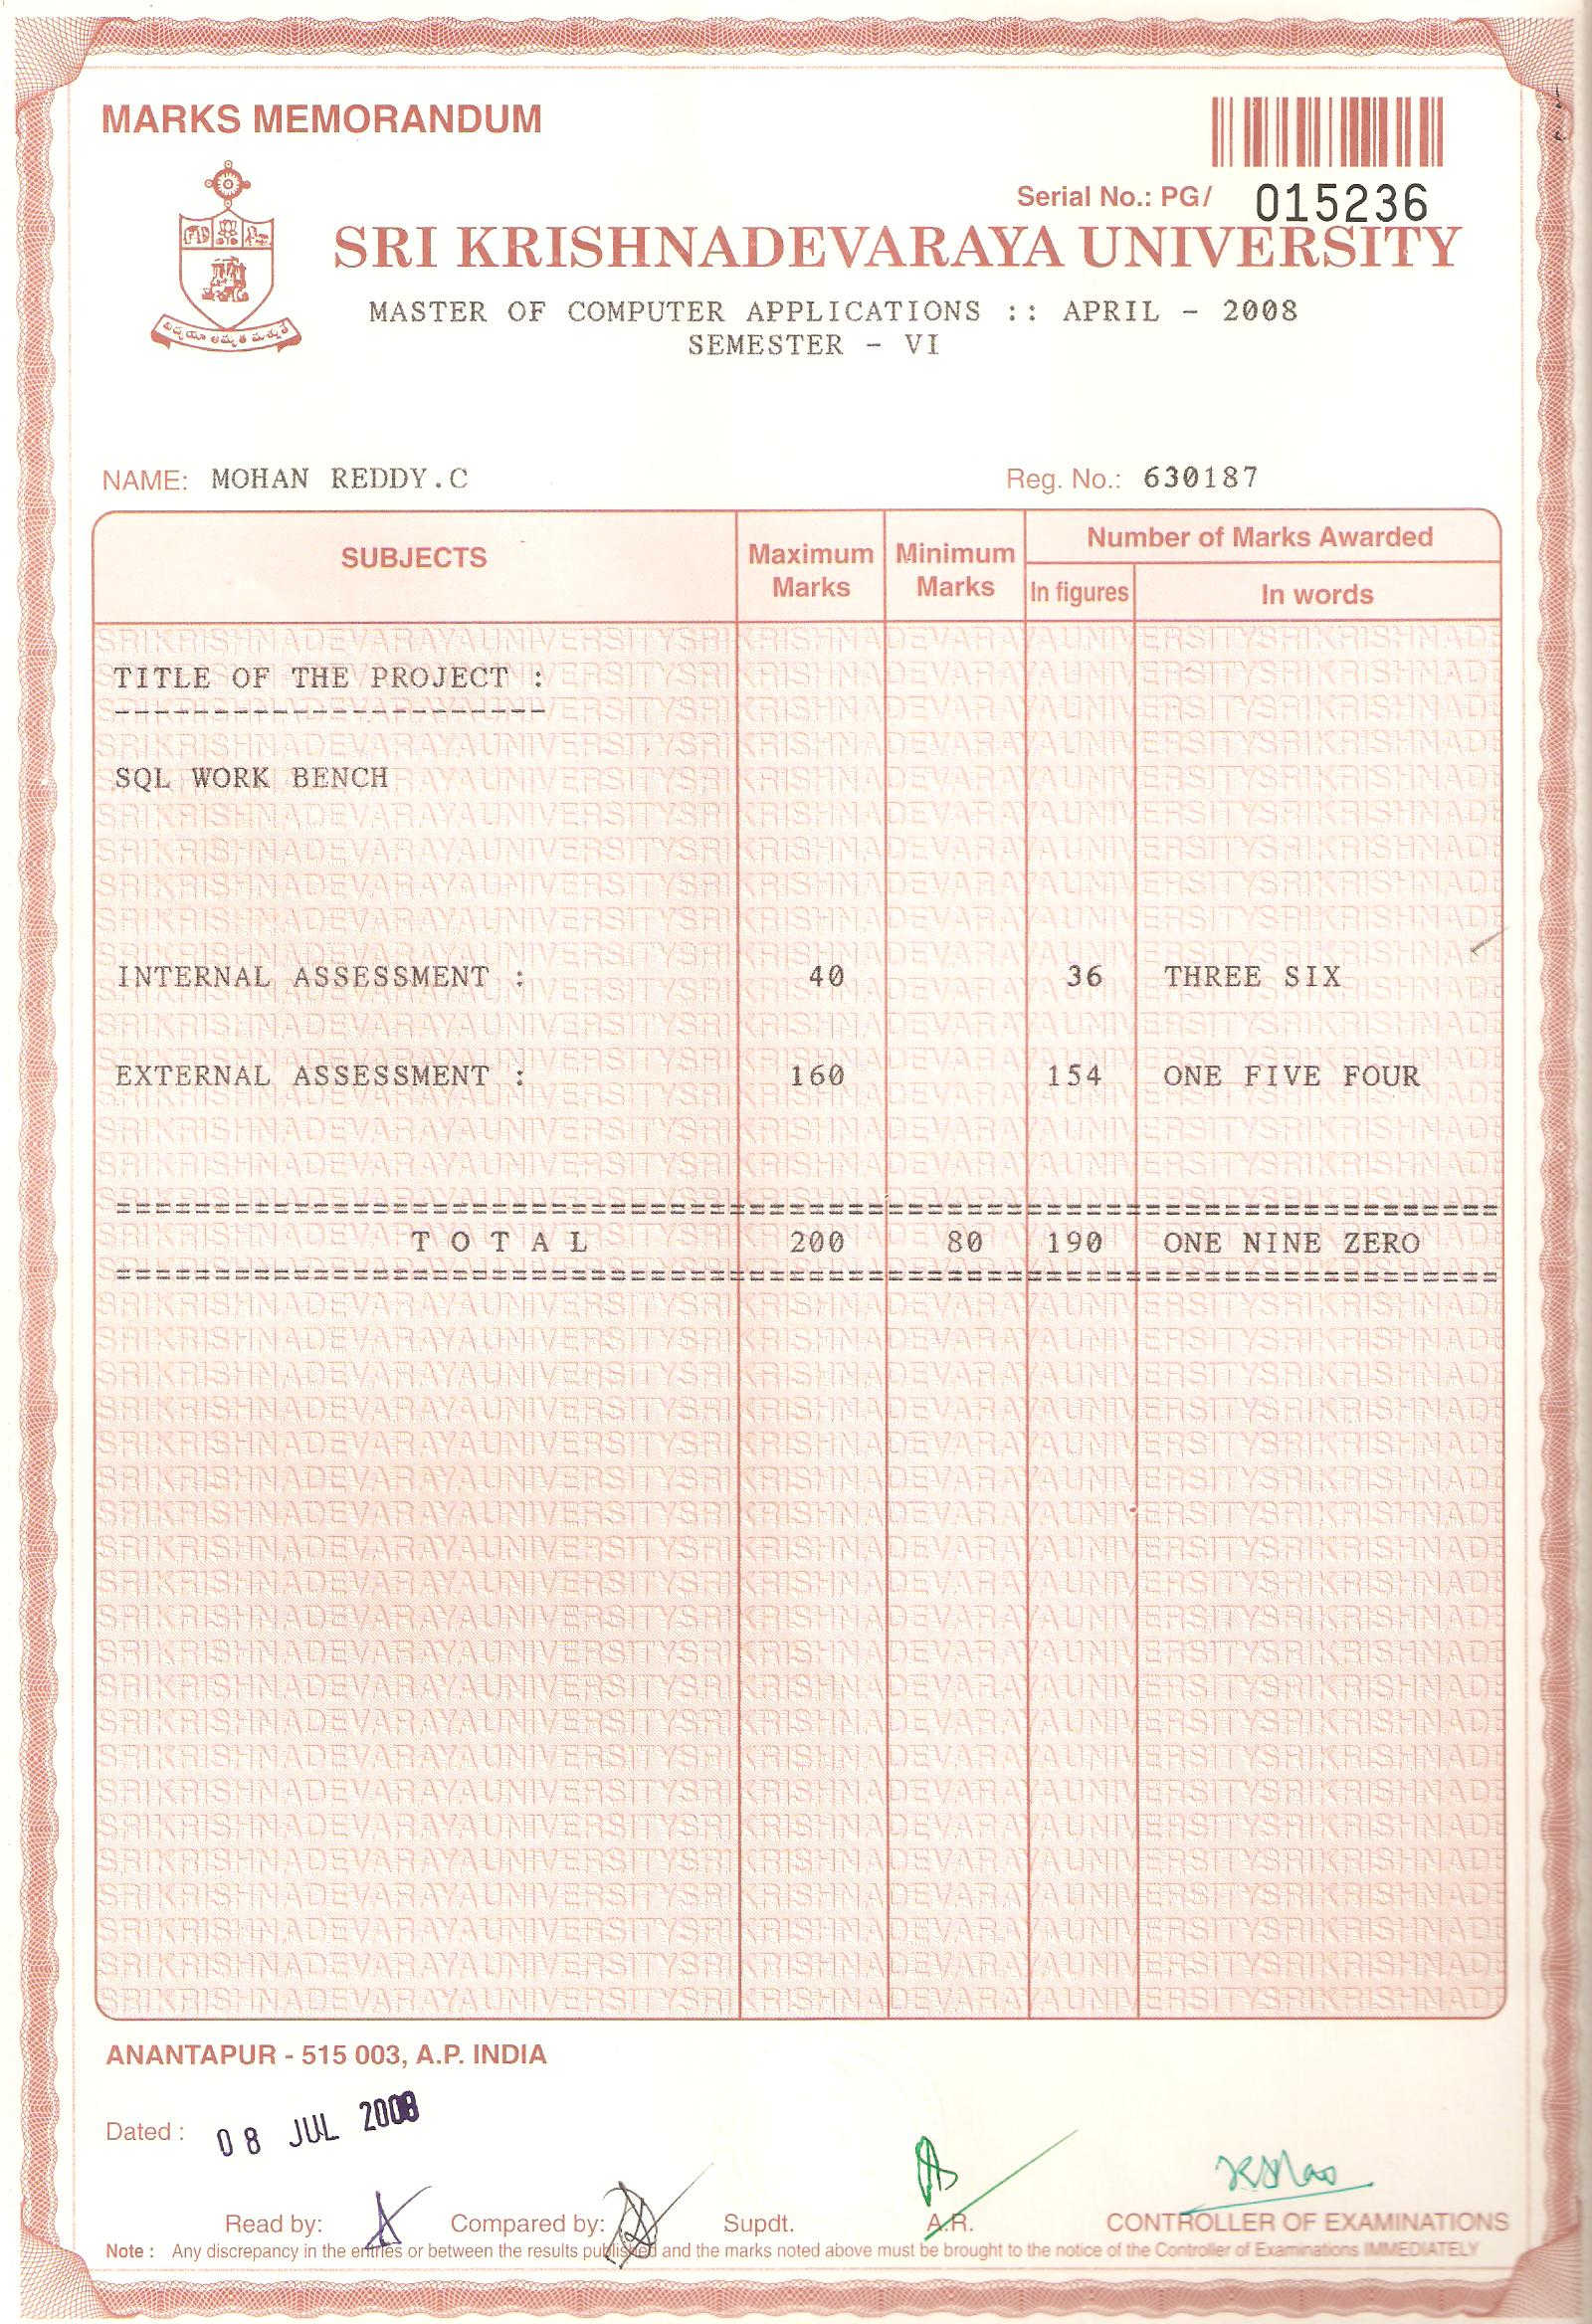 MARKS MEMORANDUM
Serial No.: PG/ 015236
SRI KRISHNADEVARAYA UNIVERSITY
MASTER OF COMPUTER APPLICATIONS :: APRIL - 2008
SEMESTER - VI
NAME: MOHAN REDDY.C Reg. No.: 630187
SUBJECTS Maximum Marks Minimum Marks Number of Marks Awarded
In figures In words
TITLE OF THE PROJECT :
----------------------
SQL WORK BENCH
INTERNAL ASSESSMENT : 40 36 THREE SIX
EXTERNAL ASSESSMENT : 160 154 ONE FIVE FOUR
T O T A L 200 80 190 ONE NINE ZERO
ANANTAPUR - 515 003, A.P. INDIA
Dated : 08 JUL 2008
Read by: Compared by: Supdt. A.R. CONTROLLER OF EXAMINATIONS
Note : Any discrepancy in the entries or between the results published and the marks noted above must be brought to the notice of the Controller of Examinations IMMEDIATELY